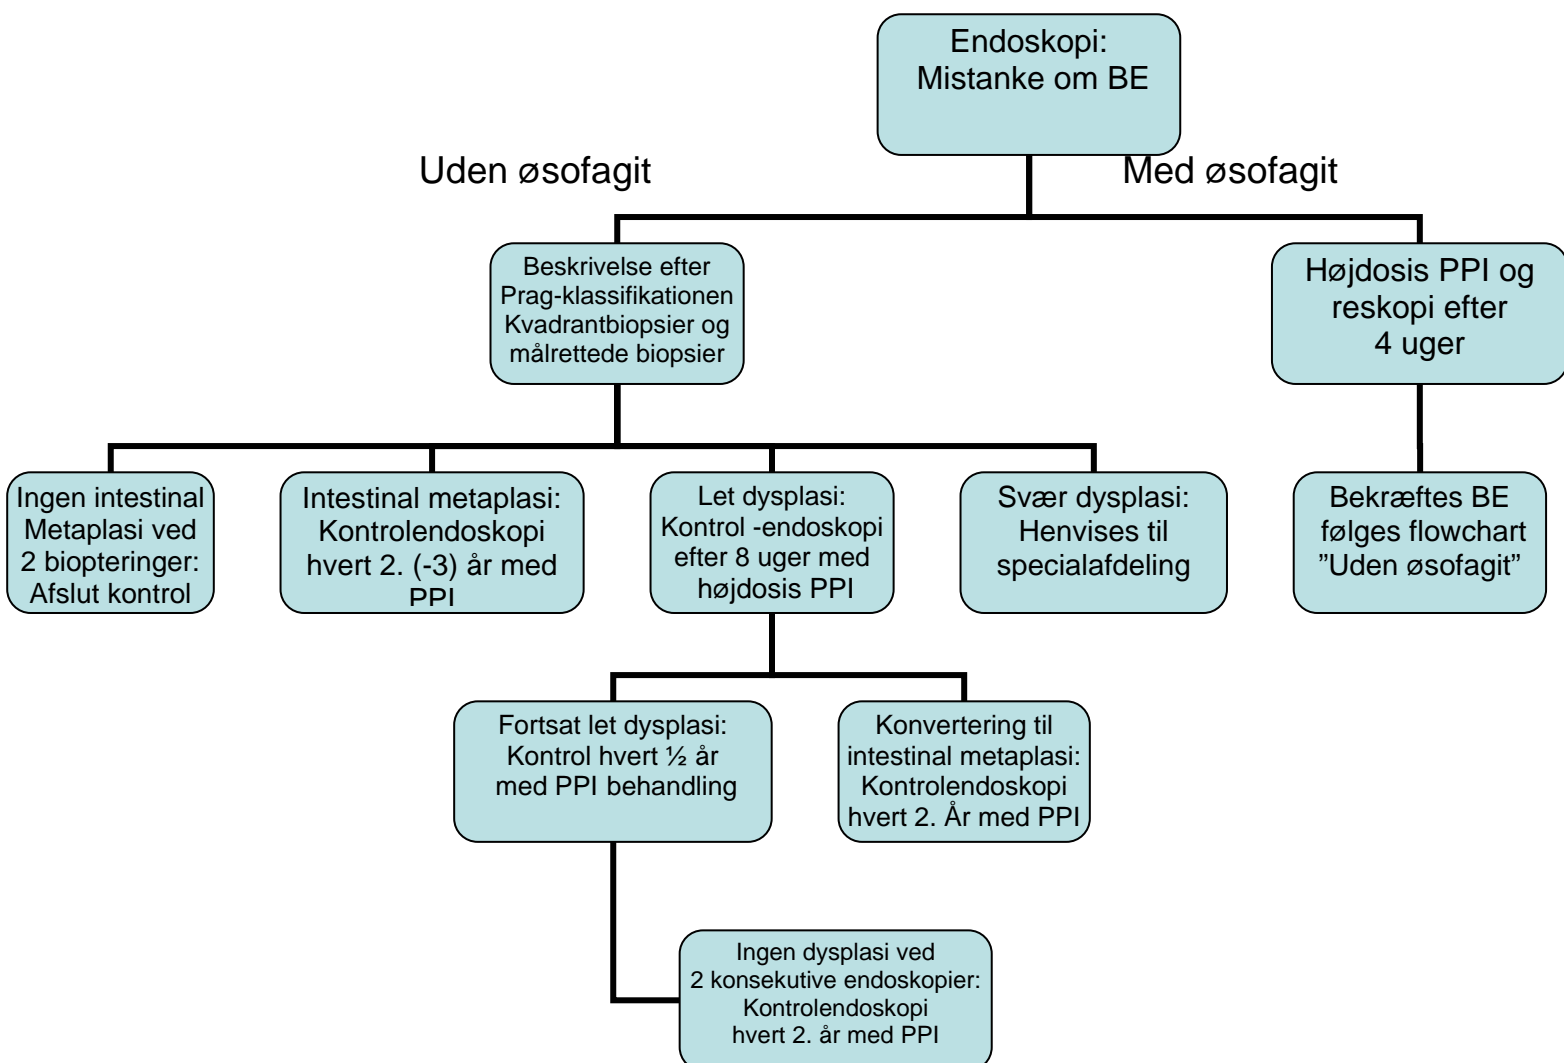 Endoskopi:
Mistanke om BE
Uden øsofagit
Med øsofagit
Beskrivelse efter
Prag-klassifikationen
Kvadrantbiopsier og
målrettede biopsier
Højdosis PPI og
reskopi efter
4 uger
Ingen intestinal
Metaplasi ved
2 biopteringer:
Afslut kontrol
Intestinal metaplasi:
Kontrolendoskopi
hvert 2. (-3) år med
PPI
Let dysplasi:
Kontrol -endoskopi
efter 8 uger med
højdosis PPI
Svær dysplasi:
Henvises til
specialafdeling
Bekræftes BE
følges flowchart
”Uden øsofagit”
Fortsat let dysplasi:
Kontrol hvert ½ år
med PPI behandling
Konvertering til
intestinal metaplasi:
Kontrolendoskopi
hvert 2. År med PPI
Ingen dysplasi ved
2 konsekutive endoskopier:
Kontrolendoskopi
hvert 2. år med PPI